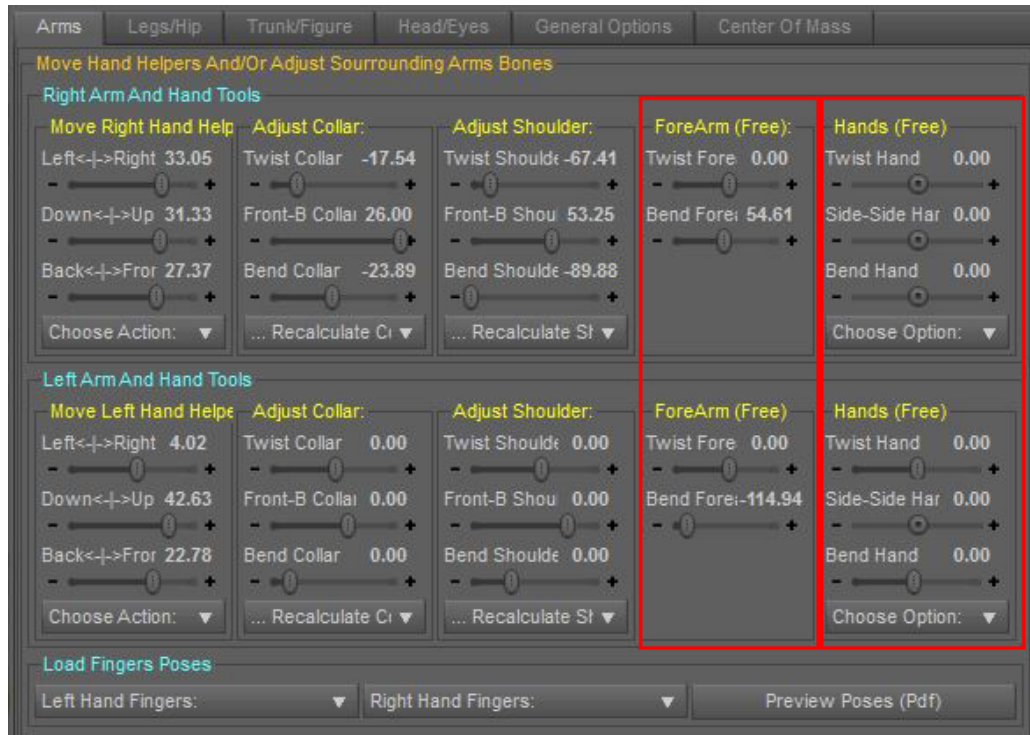 Arms Legs/Hip Trunk/Figure Head/Eyes General Options Center Of Mass
Move Hand Helpers And/Or Adjust Sourrounding Arms Bones
Right Arm And Hand Tools
Move Right Hand Help Adjust Collar: Adjust Shoulder: ForeArm (Free): Hands (Free)
Left<-|->Right 33.05 Twist Collar -17.54 Twist Shoulde -67.41 Twist Fore 0.00 Twist Hand 0.00
- + - + - + - + - +
Down<-|->Up 31.33 Front-B Collar 26.00 Front-B Shou 53.25 Bend Forea 54.61 Side-Side Har 0.00
- + - + - + - + - +
Back<-|->Fror 27.37 Bend Collar -23.89 Bend Shoulde -89.88 Bend Hand 0.00
- + - + - + - +
Choose Action: ... Recalculate Co ... Recalculate Sh Choose Option:
Left Arm And Hand Tools
Move Left Hand Helpe Adjust Collar: Adjust Shoulder: ForeArm (Free) Hands (Free)
Left<-|->Right 4.02 Twist Collar 0.00 Twist Shoulde 0.00 Twist Fore 0.00 Twist Hand 0.00
- + - + - + - + - +
Down<-|->Up 42.63 Front-B Collar 0.00 Front-B Shou 0.00 Bend Forea -114.94 Side-Side Har 0.00
- + - + - + - + - +
Back<-|->Fror 22.78 Bend Collar 0.00 Bend Shoulde 0.00 Bend Hand 0.00
- + - + - + - +
Choose Action: ... Recalculate Co ... Recalculate Sh Choose Option:
Load Fingers Poses
Left Hand Fingers: Right Hand Fingers: Preview Poses (Pdf)